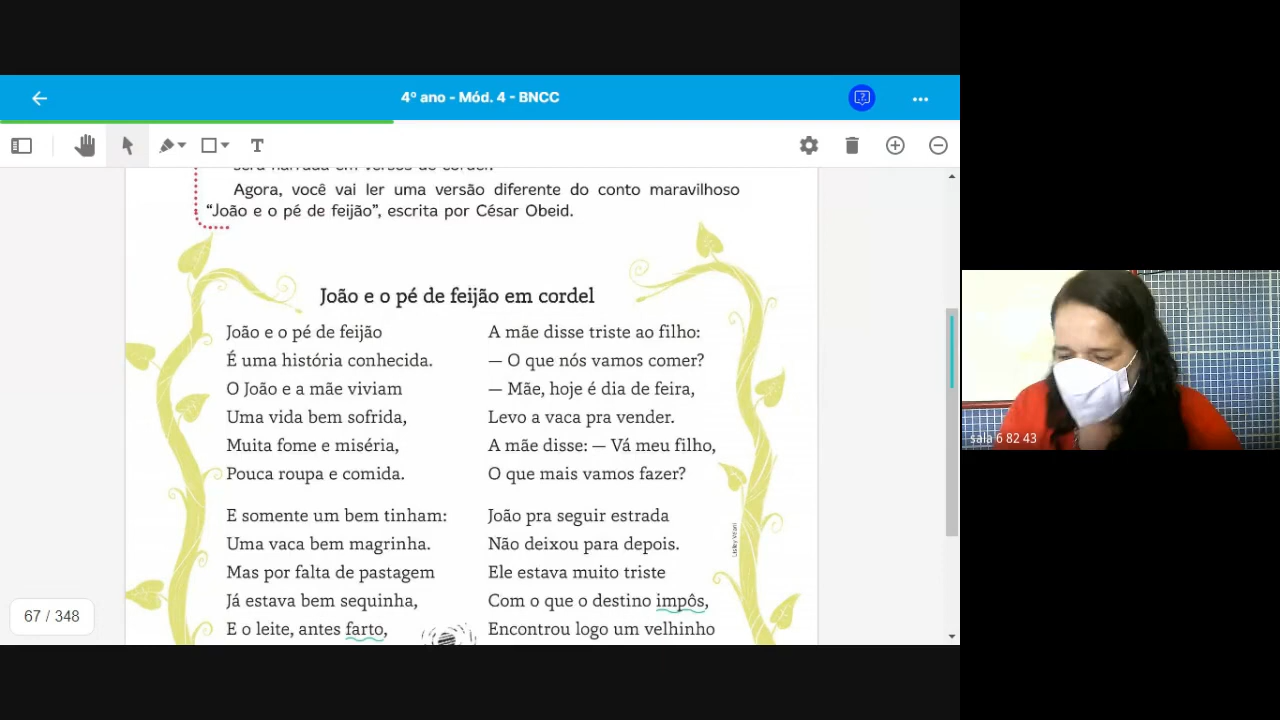 4º ano - Mód. 4 - BNCC
Agora, você vai ler uma versão diferente do conto maravilhoso
“João e o pé de feijão”, escrita por César Obeid.
João e o pé de feijão em cordel
João e o pé de feijão
É uma história conhecida.
O João e a mãe viviam
Uma vida bem sofrida,
Muita fome e miséria,
Pouca roupa e comida.
E somente um bem tinham:
Uma vaca bem magrinha.
Mas por falta de pastagem
Já estava bem sequinha,
E o leite, antes farto,
A mãe disse triste ao filho:
— O que nós vamos comer?
— Mãe, hoje é dia de feira,
Levo a vaca pra vender.
A mãe disse: — Vá meu filho,
O que mais vamos fazer?
João pra seguir estrada
Não deixou para depois.
Ele estava muito triste
Com o que o destino impôs,
Encontrou logo um velhinho
67 / 348
sala 6 82 43